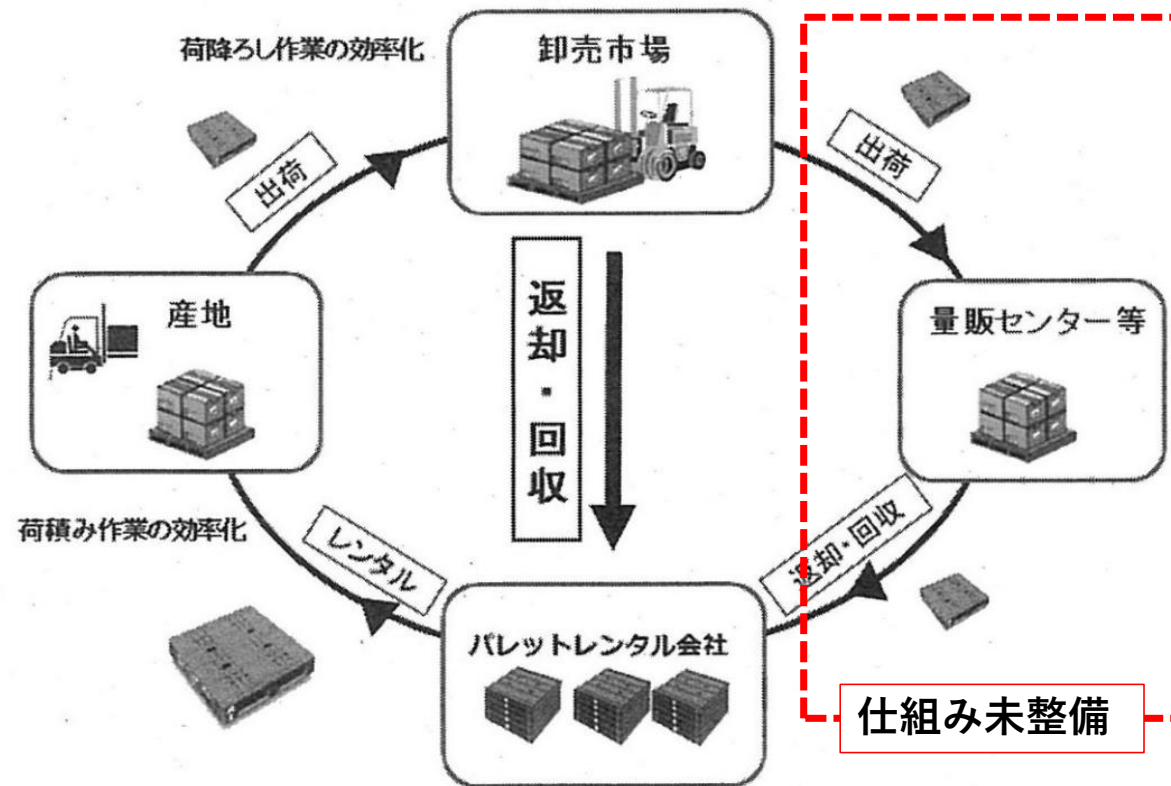 荷降ろし作業の効率化
卸売市場
出荷
出荷
産地
返却・回収
量販センター等
荷積み作業の効率化
レンタル
返却・回収
パレットレンタル会社
仕組み未整備